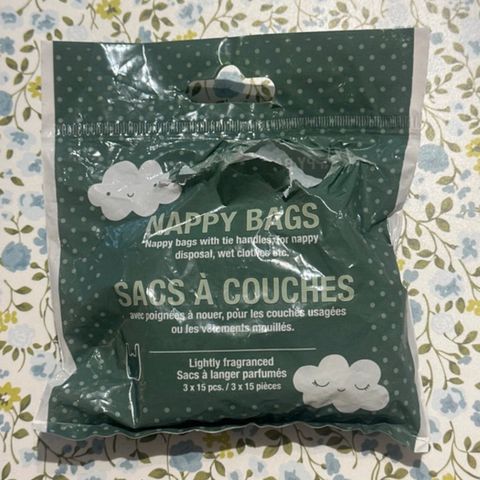 NAPPY BAGS
Nappy bags with tie handles, for nappy
disposal, wet clothes etc.
SACS À COUCHES
avec poignées à nouer, pour les couches usagées
ou les vêtements mouillés.
Lightly fragranced
Sacs à langer parfumés
3 x 15 pcs. / 3 x 15 pièces